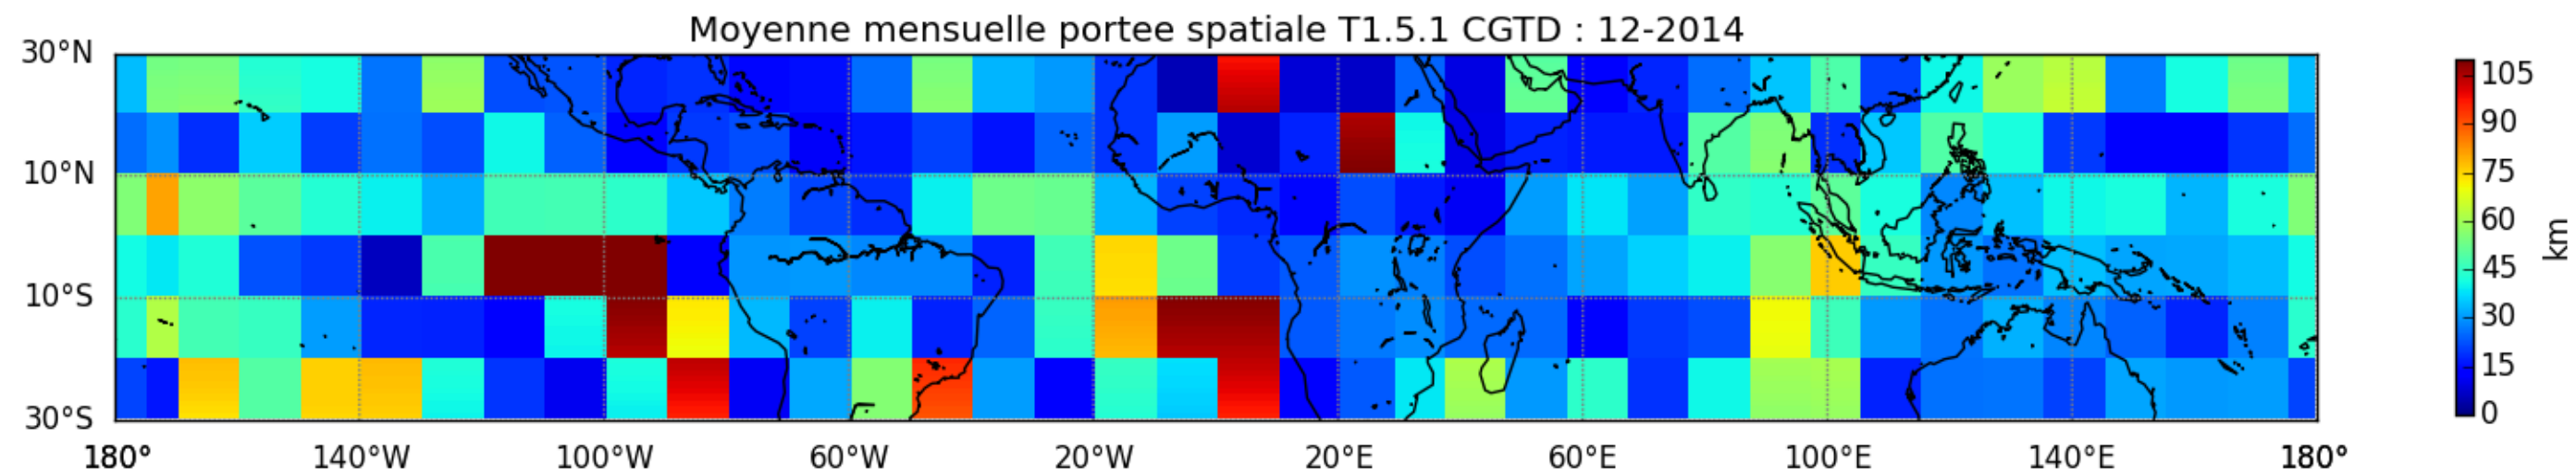 Moyenne mensuelle portee spatiale T1.5.1 CGTD : 12-2014
30°N
10°N
10°S
30°S
180° 140°W 100°W 60°W 20°W 20°E 60°E 100°E 140°E 180°
105
90
75
60
45
30
15
0
km